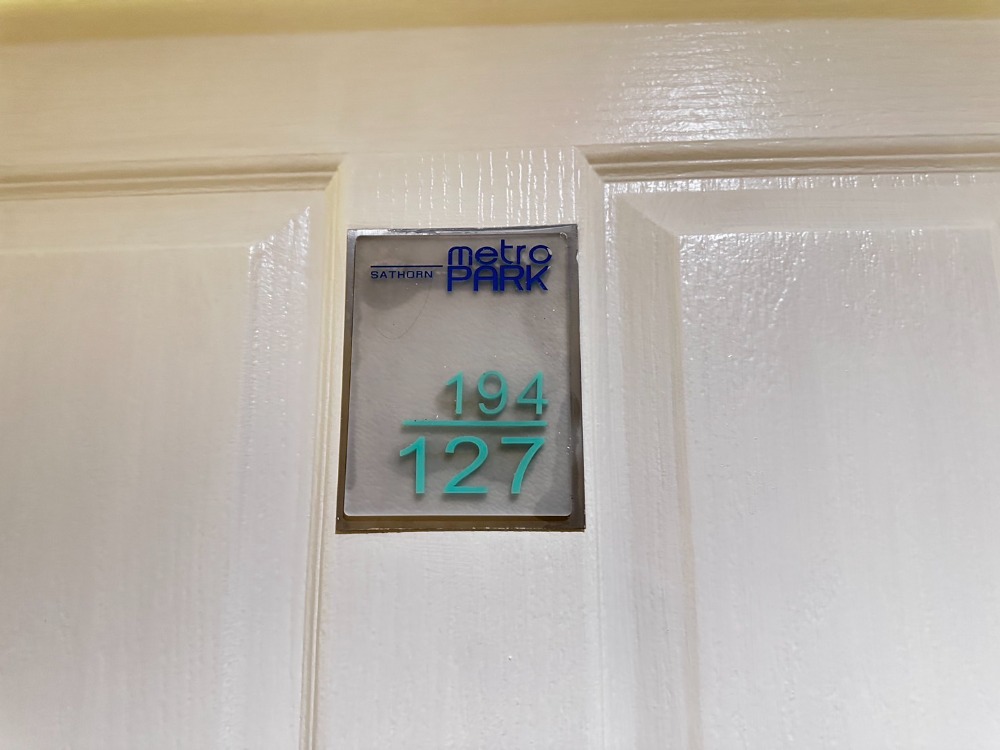 metro
SATHORN PARK
194
127